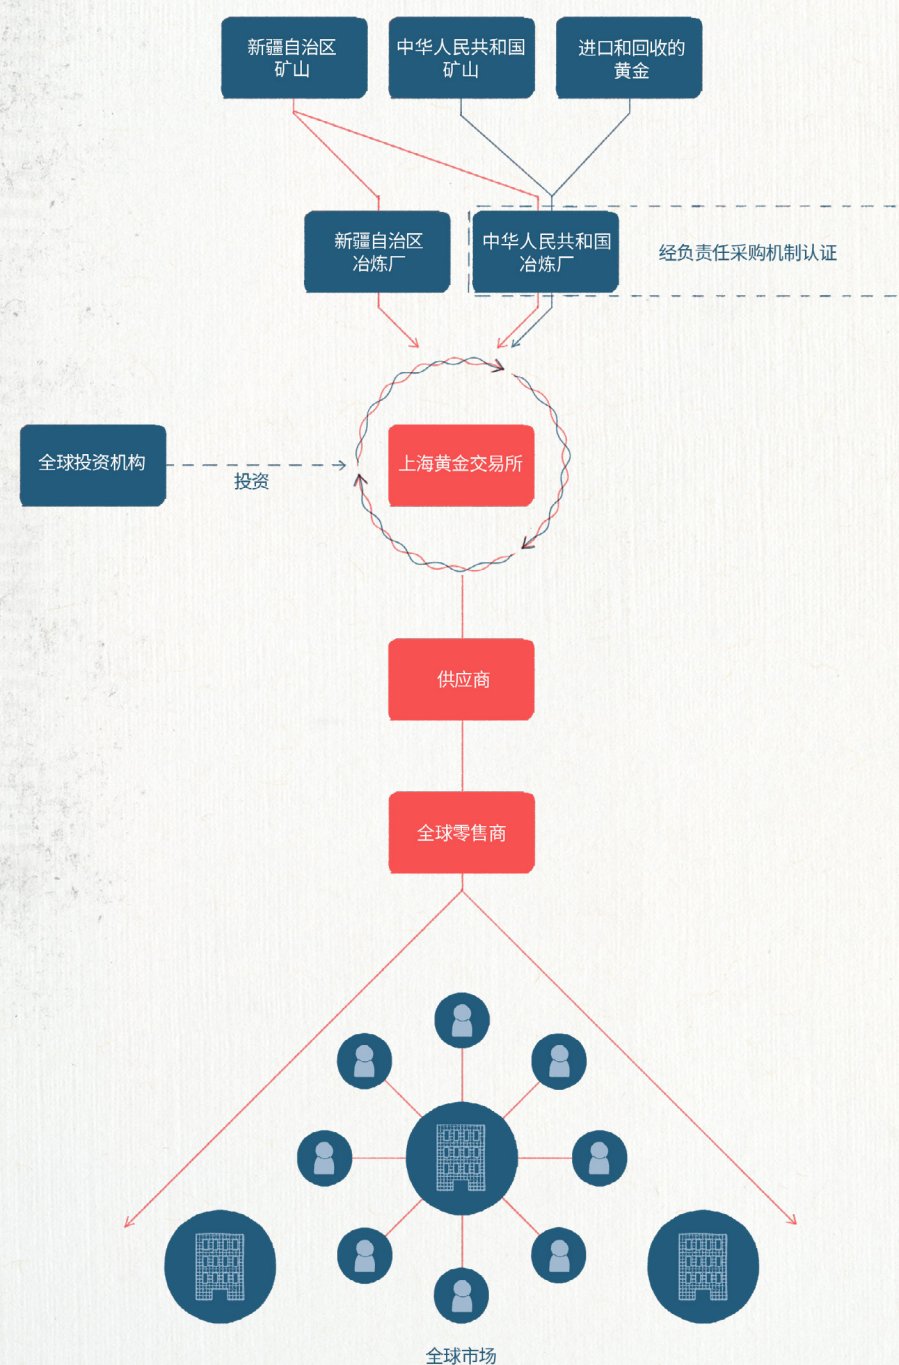 新疆自治区
矿山
中华人民共和国
矿山
进口和回收的
黄金
新疆自治区
冶炼厂
中华人民共和国
冶炼厂
经负责任采购机制认证
全球投资机构
投资
上海黄金交易所
供应商
全球零售商
全球市场